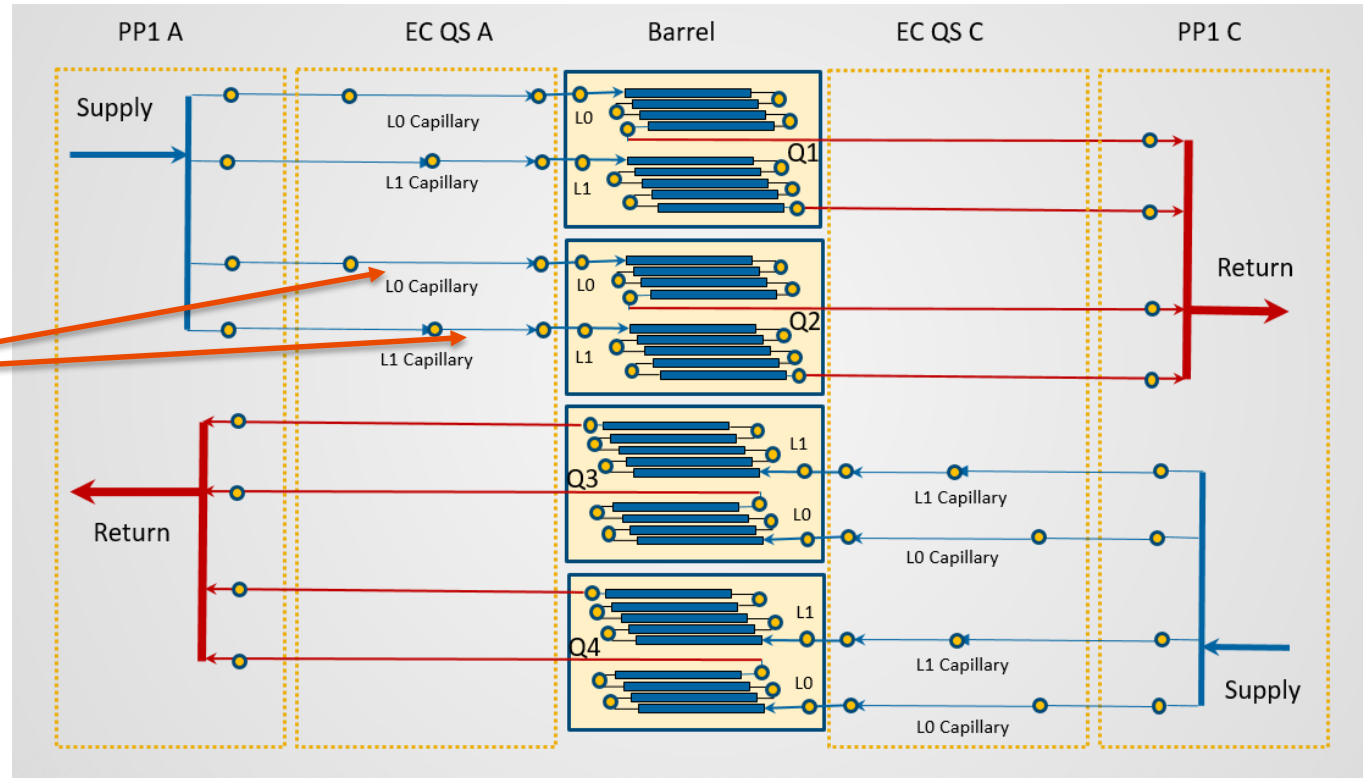 PP1 A
EC QS A
Barrel
EC QS C
PP1 C
Supply
L0 Capillary
L0
Q1
L1 Capillary
L1
L0 Capillary
L0
Return
Q2
L1 Capillary
L1
L1
Q3
L1 Capillary
Return
L0
L0 Capillary
L1
Q4
L1 Capillary
L0
Supply
L0 Capillary